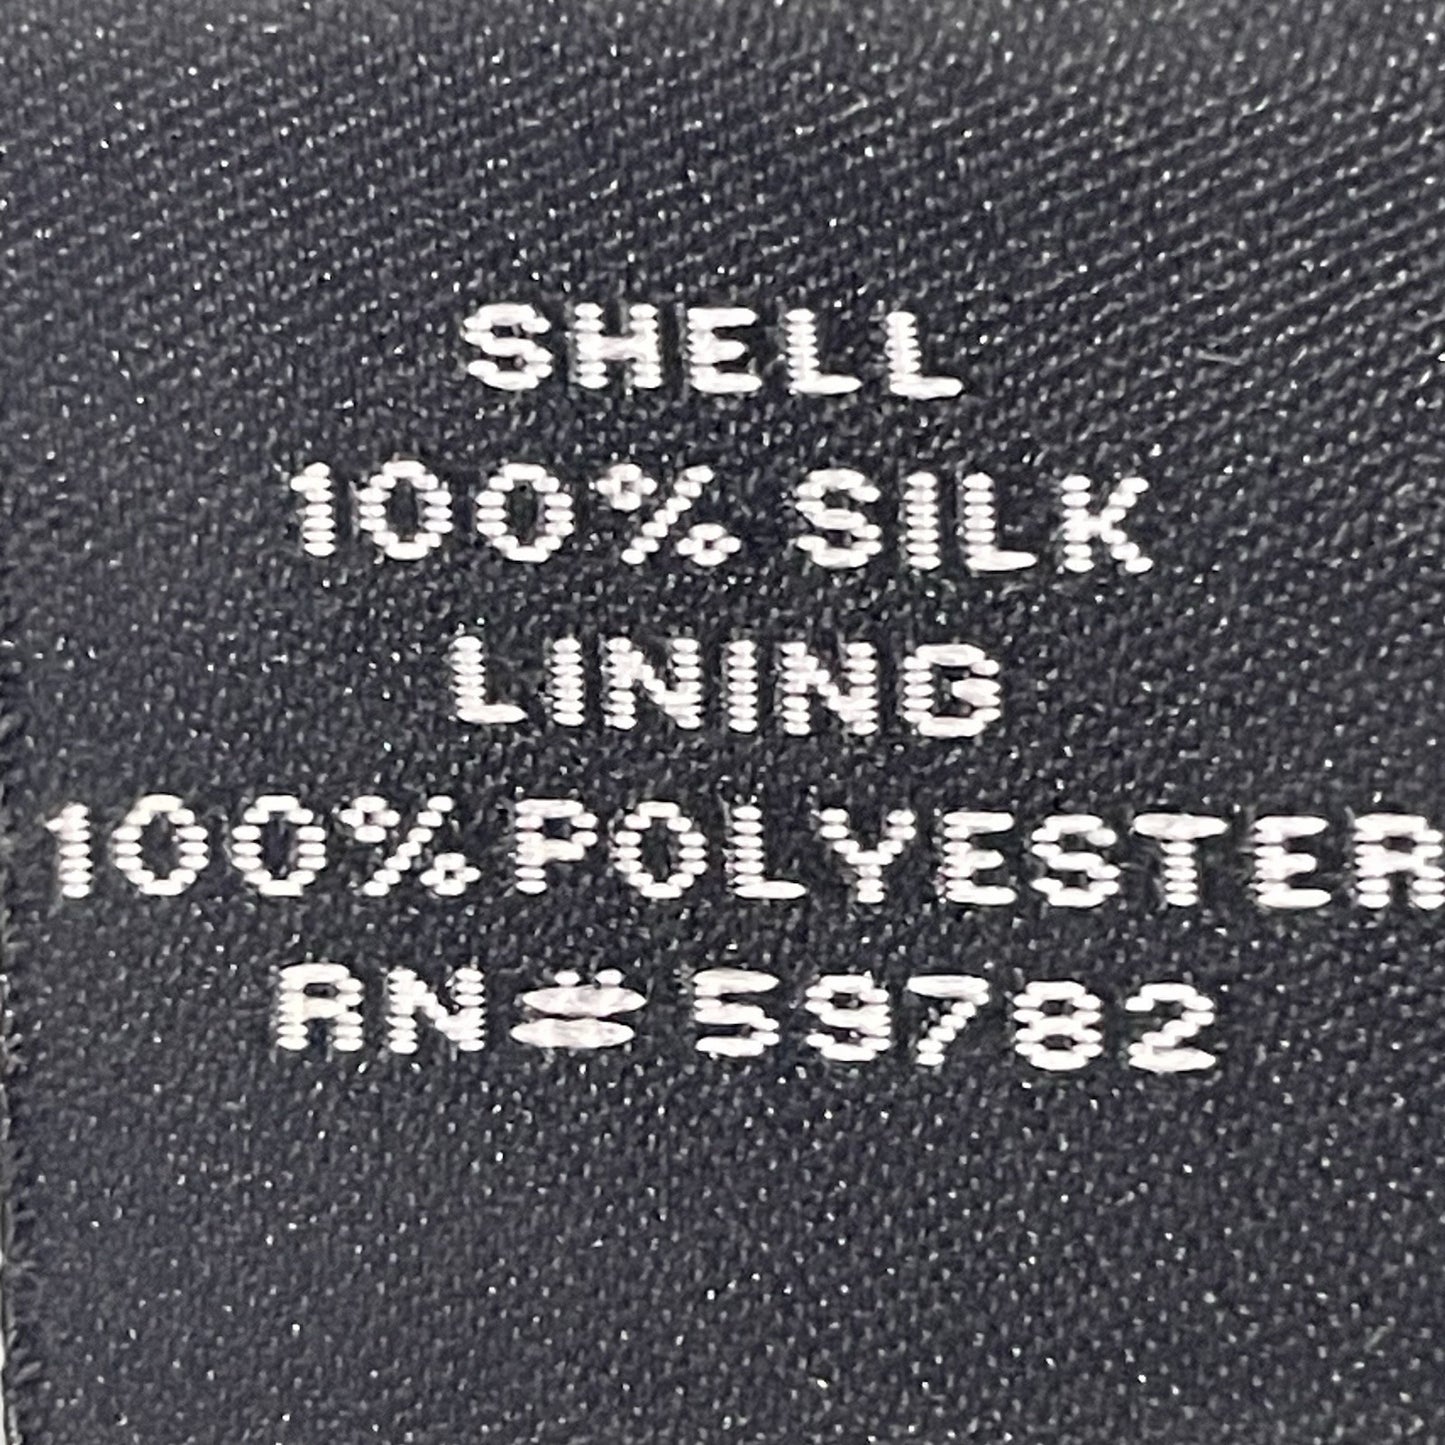 SHELL
100% SILK
LINING
100% POLYESTER
RN # 59782